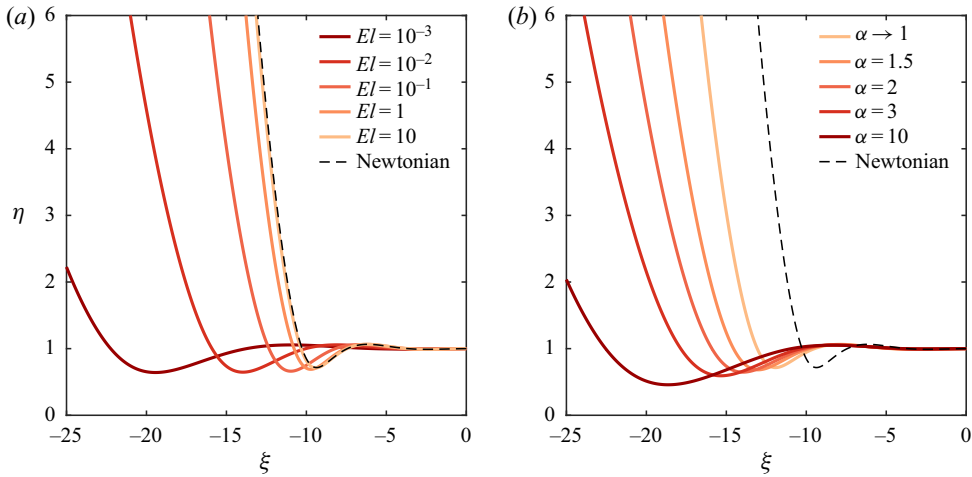 (a)
6
5
4
3
2
1
0
η
El = 10⁻³
El = 10⁻²
El = 10⁻¹
El = 1
El = 10
Newtonian
−25 −20 −15 −10 −5 0
ξ
(b)
6
5
4
3
2
1
0
α → 1
α = 1.5
α = 2
α = 3
α = 10
Newtonian
−25 −20 −15 −10 −5 0
ξ